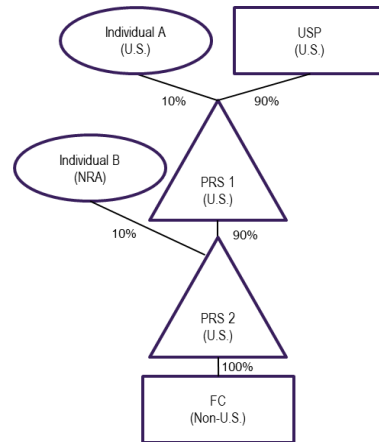 Individual A
(U.S.)
USP
(U.S.)
10%
90%
Individual B
(NRA)
PRS 1
(U.S.)
10%
90%
PRS 2
(U.S.)
100%
FC
(Non-U.S.)